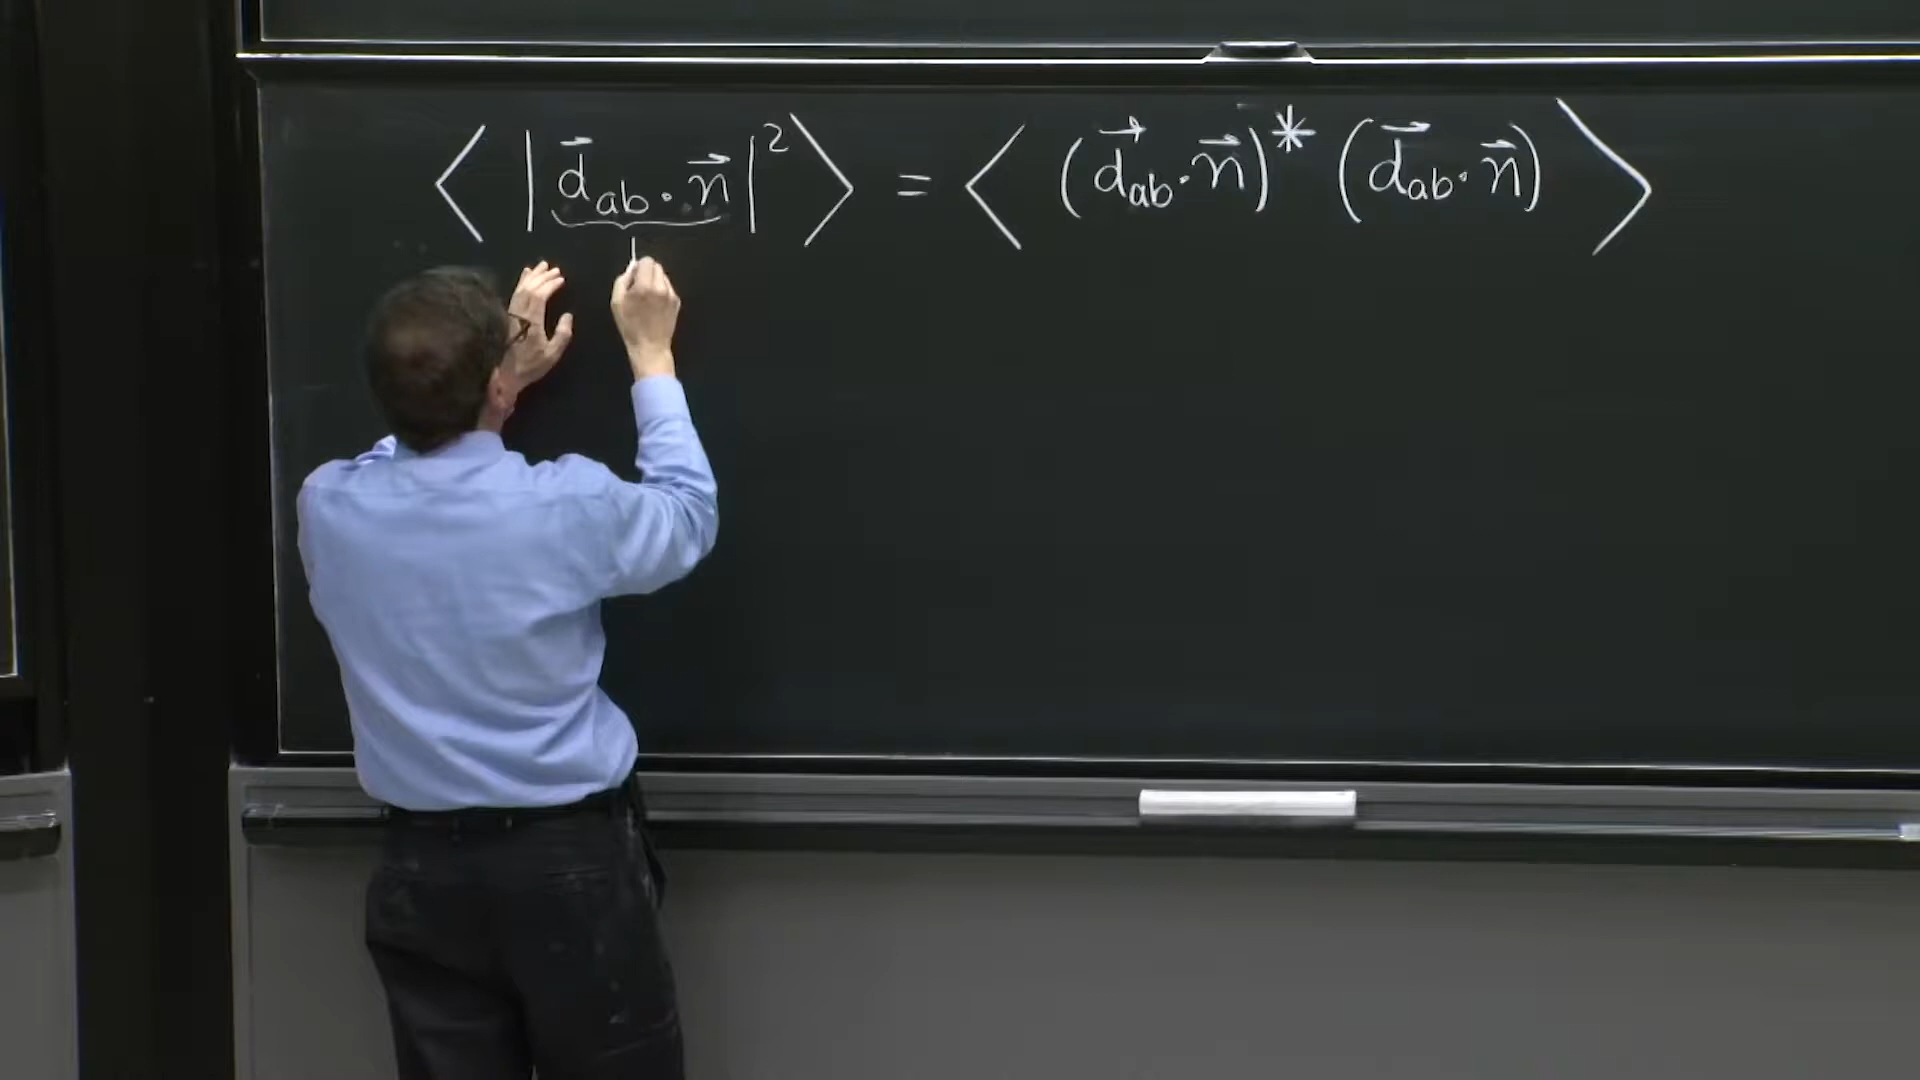 ⟨ | d⃗_ab · n⃗ |² ⟩ = ⟨ (d⃗_ab · n⃗)* (d⃗_ab · n⃗) ⟩